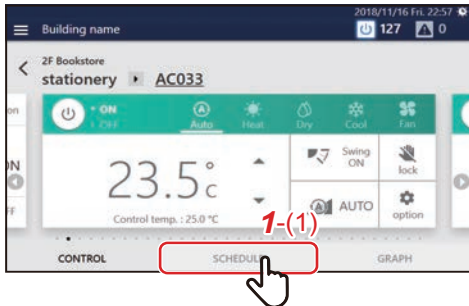 2018/11/16 Fri. 22:57
Building name
127
0
2F Bookstore
stationery
AC033
on
ON
OFF
Auto
Heat
Dry
Cool
Fan
ON
FF
23.5°c
Control temp. : 25.0 °C
Swing
ON
lock
AUTO
option
1-(1)
CONTROL
SCHEDULE
GRAPH